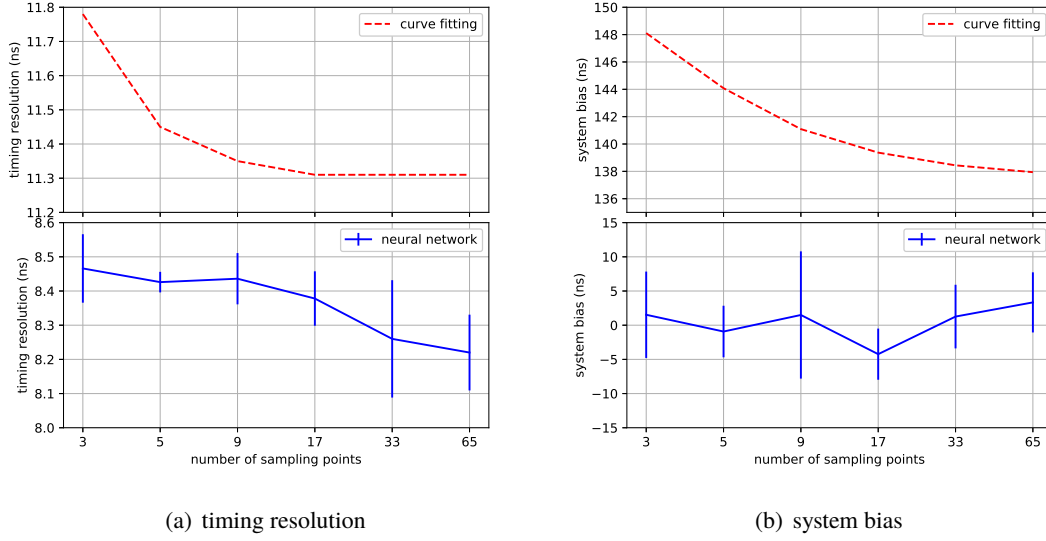 11.8
11.7
11.6
11.5
11.4
11.3
11.2
timing resolution (ns)
curve fitting
8.6
8.5
8.4
8.3
8.2
8.1
8.0
timing resolution (ns)
neural network
3 5 9 17 33 65
number of sampling points
(a) timing resolution
150
148
146
144
142
140
138
136
system bias (ns)
curve fitting
15
10
5
0
−5
−10
−15
system bias (ns)
neural network
3 5 9 17 33 65
number of sampling points
(b) system bias